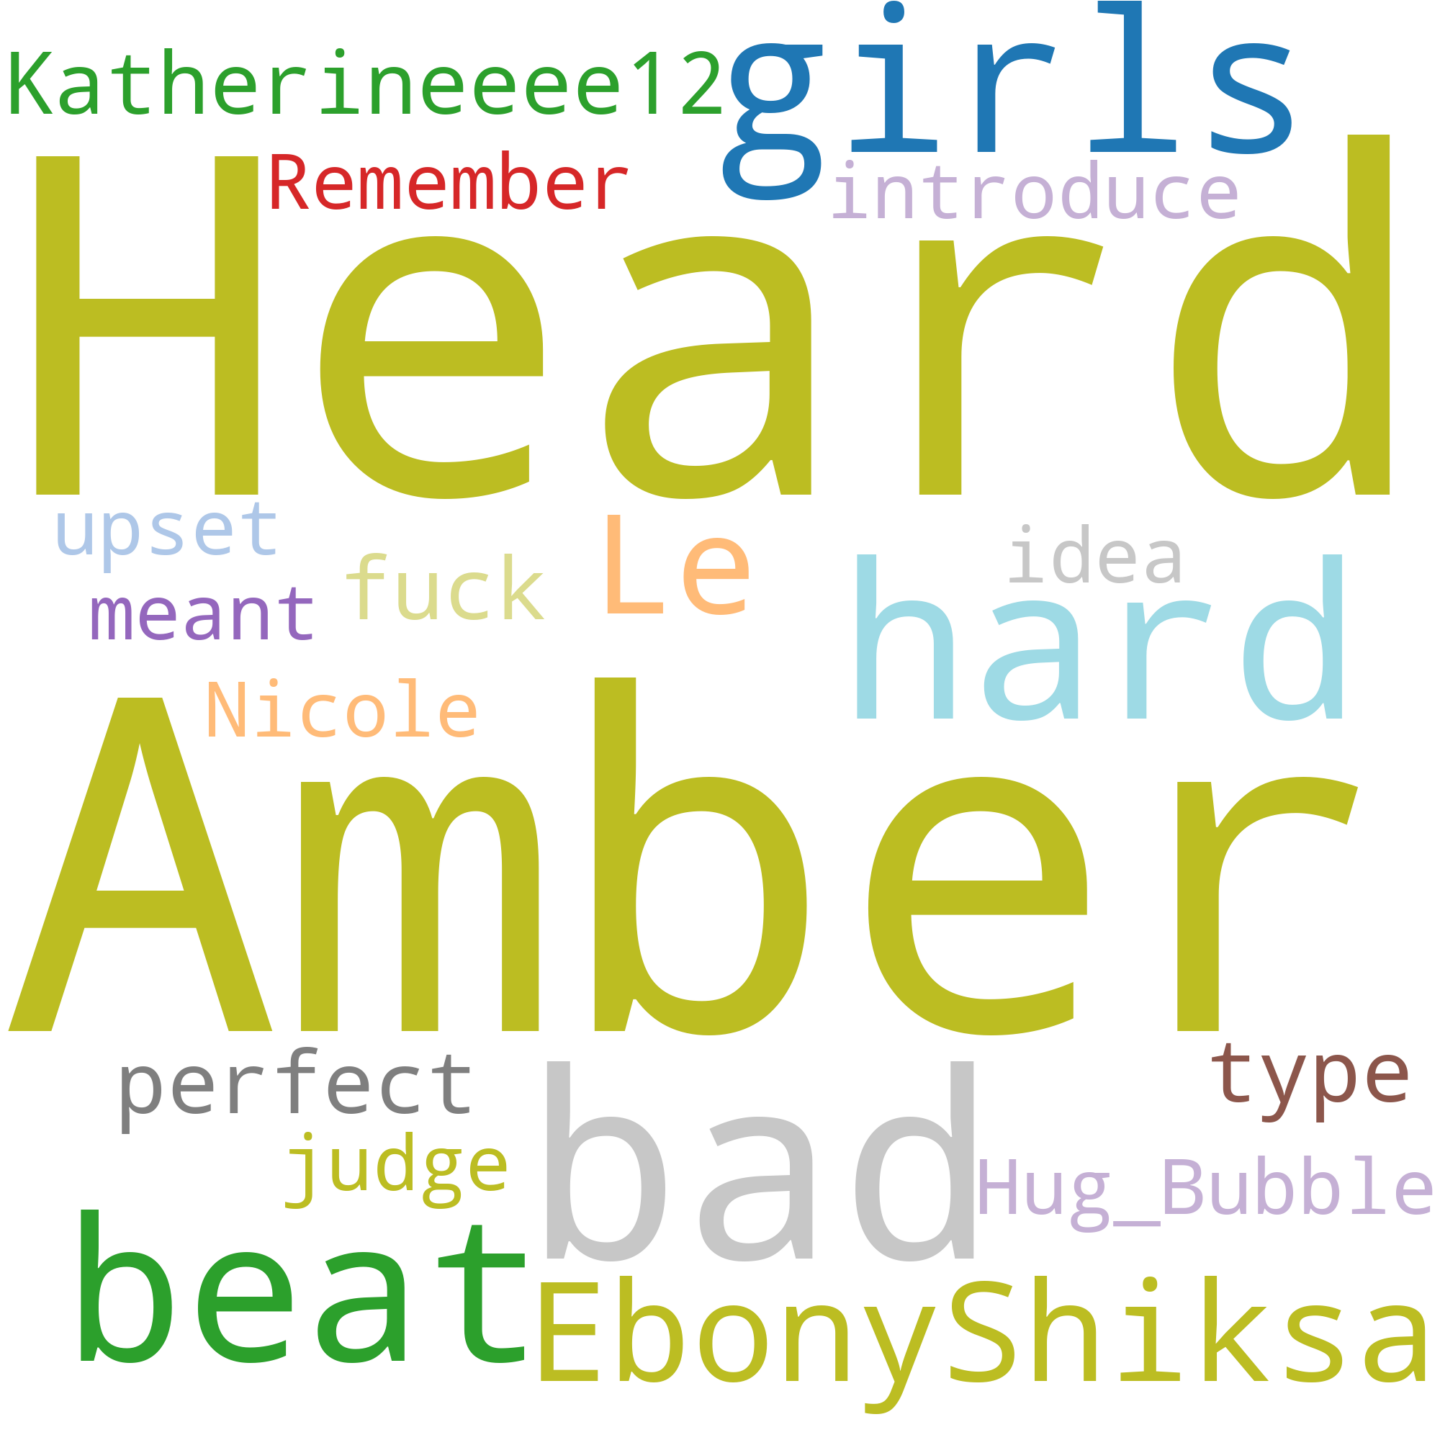 Katherineeee12 girls
Remember introduce
Heard
upset Le idea
meant fuck hard
Nicole
Amber
perfect bad type
judge Hug_Bubble
beat EbonyShiksa